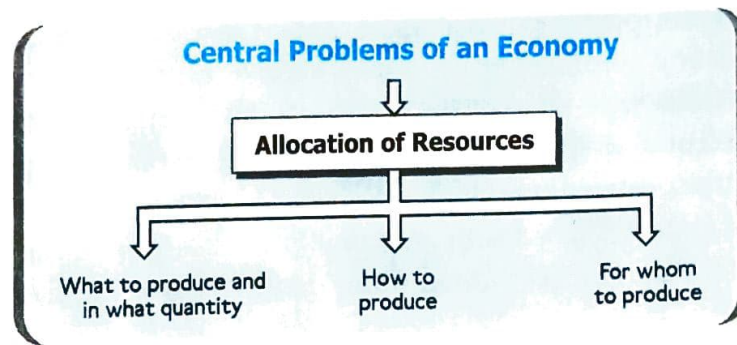 Central Problems of an Economy
Allocation of Resources
What to produce and
in what quantity
How to
produce
For whom
to produce